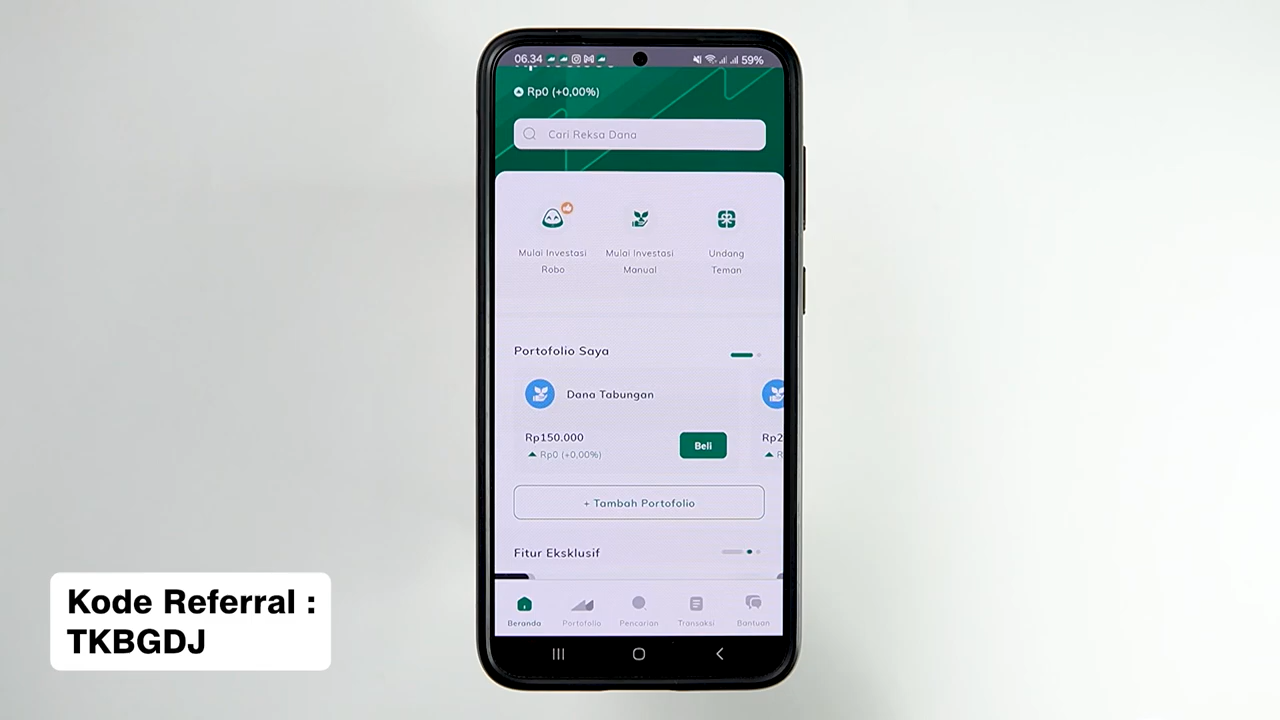 06.34
59%
Rp0 (+0,00%)
Cari Reksa Dana
Mulai Investasi
Robo
Mulai Investasi
Manual
Undang
Teman
Portofolio Saya
Dana Tabungan
Rp150.000
Rp0 (+0,00%)
Beli
Rp2
+ Tambah Portofolio
Fitur Eksklusif
Beranda
Portofolio
Pencarian
Transaksi
Bantuan
Kode Referral :
TKBGDJ